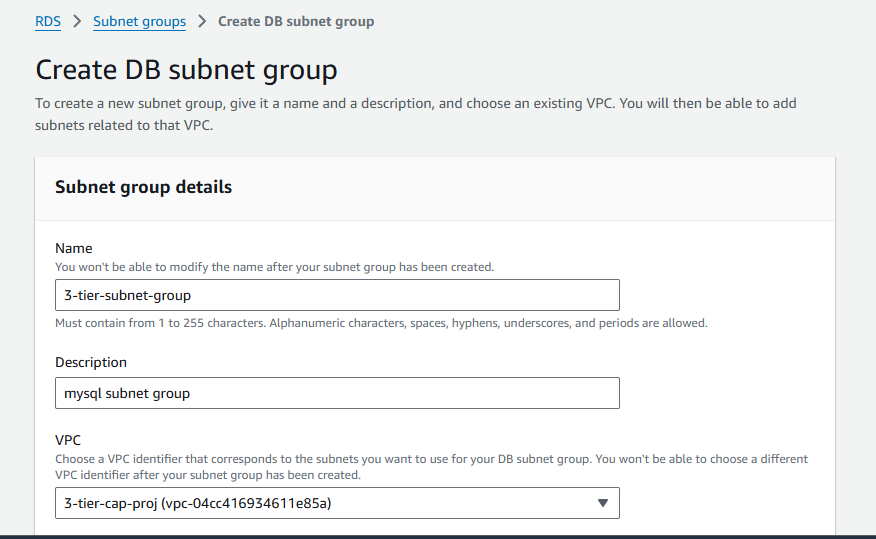 RDS > Subnet groups > Create DB subnet group
Create DB subnet group
To create a new subnet group, give it a name and a description, and choose an existing VPC. You will then be able to add
subnets related to that VPC.
Subnet group details
Name
You won't be able to modify the name after your subnet group has been created.
3-tier-subnet-group
Must contain from 1 to 255 characters. Alphanumeric characters, spaces, hyphens, underscores, and periods are allowed.
Description
mysql subnet group
VPC
Choose a VPC identifier that corresponds to the subnets you want to use for your DB subnet group. You won't be able to choose a different
VPC identifier after your subnet group has been created.
3-tier-cap-proj (vpc-04cc416934611e85a)